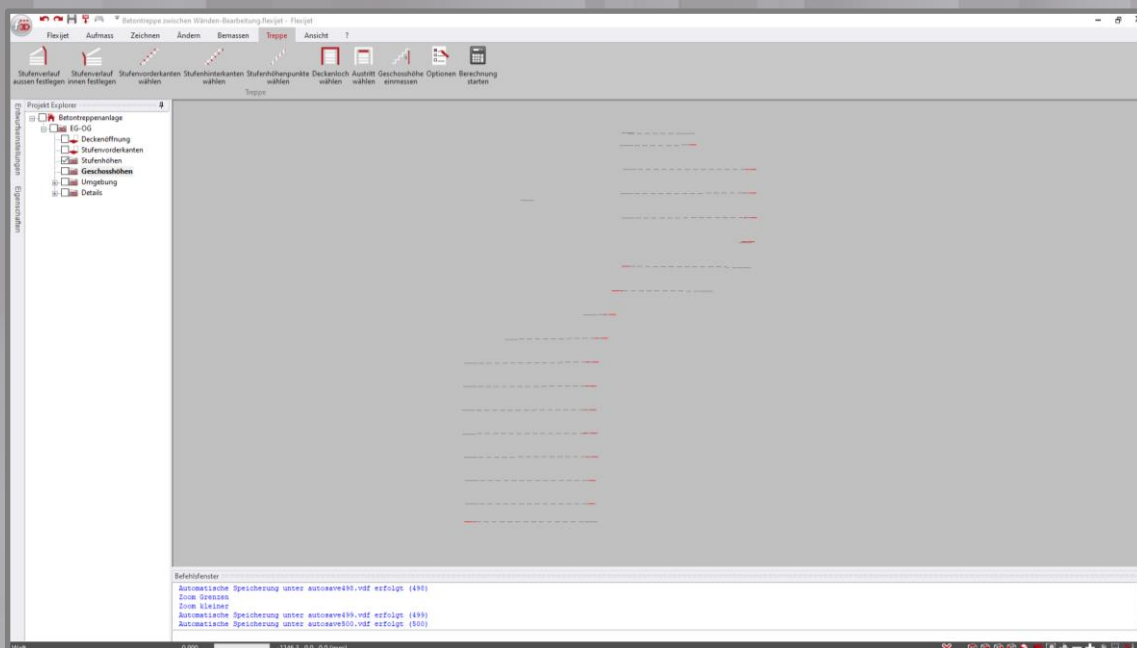 * Betontreppe zwischen Wänden-Bearbeitung.flexijet - Flexijet
Flexijet Aufmass Zeichnen Ändern Bemassen Treppe Ansicht ?
Stufenverlauf aussen festlegen
Stufenverlauf innen festlegen
Stufenvorderkanten wählen
Stufenhinterkanten wählen
Stufenhöhenpunkte wählen
Deckenloch wählen
Austritt wählen
Geschosshöhe einmessen
Optionen
Berechnung starten
Treppe
Projekt Explorer
Entwurfseinstellungen
Eigenschaften
Betontreppenanlage
EG-OG
Deckenöffnung
Stufenvorderkanten
Stufenhöhen
Geschosshöhen
Umgebung
Details
Befehlsfenster
Automatische Speicherung unter autosave490.vdf erfolgt (490)
Zoom Grenzen
Zoom kleiner
Automatische Speicherung unter autosave499.vdf erfolgt (499)
Automatische Speicherung unter autosave500.vdf erfolgt (500)